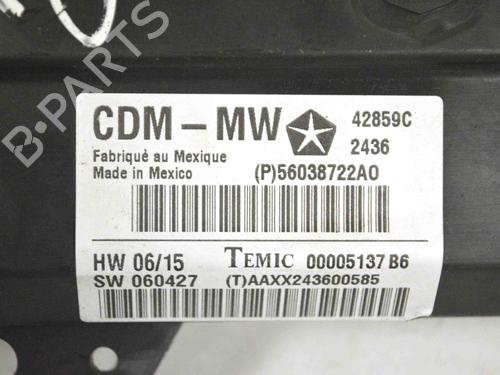 B-PARTS
CDM-MW
42859C
2436
Fabriqué au Mexique
Made in Mexico
(P)56038722AO
HW 06/15 TEMIC 00005137 B6
SW 060427 (T)AAXX243600585